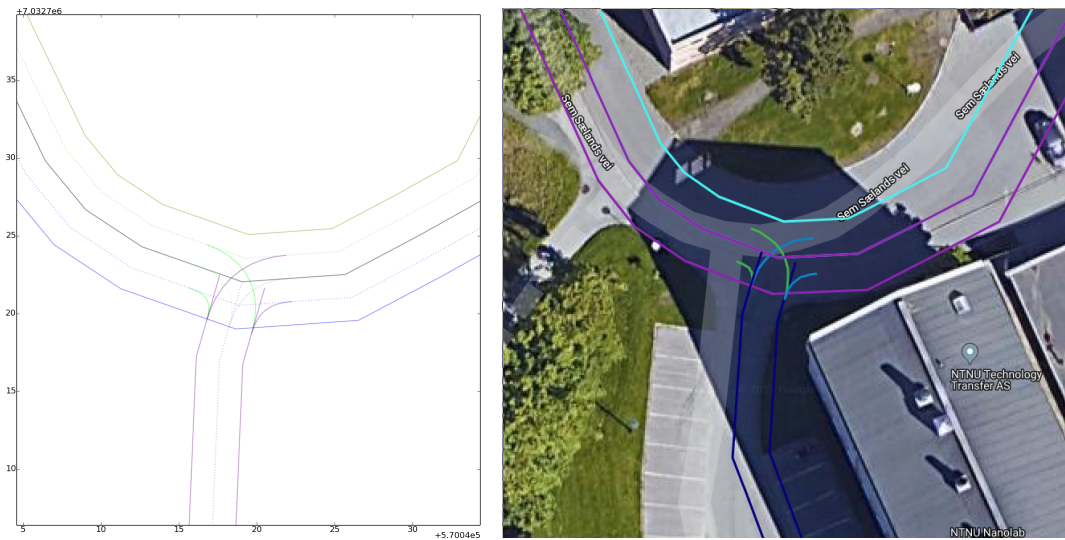 +7.0327e6
35
30
25
20
15
10
5
10
15
20
25
30
+5.7004e5
Sem Sælands vei
Sem Sælands vei
Sem Sælands vei
NTNU Technology
Transfer AS
NTNU Nanolab